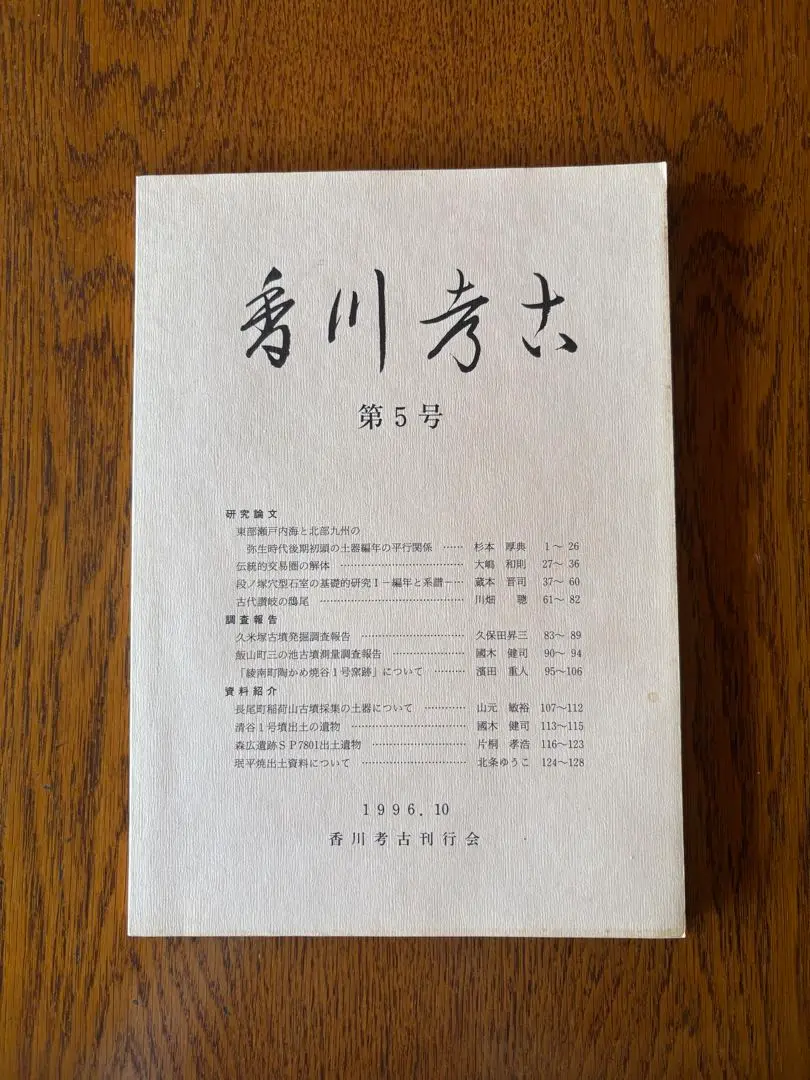 香川考古
第5号
研究論文
東部瀬戸内海と北部九州の
弥生時代後期初頭の土器編年の平行関係 …… 杉本 厚典 1〜 26
伝統的交易圏の解体 …………………………… 大嶋 和則 27〜 36
段ノ塚穴型石室の基礎的研究Ⅰ－編年と系譜－… 蔵本 晋司 37〜 60
古代讃岐の鴟尾 ………………………………… 川畑 聰 61〜 82
調査報告
久米塚古墳発掘調査報告 ……………………… 久保田昇三 83〜 89
飯山町三の池古墳測量調査報告 ……………… 國木 健司 90〜 94
「綾南町陶かめ焼谷1号窯跡」について ……… 濱田 重人 95〜106
資料紹介
長尾町稲荷山古墳採集の土器について ………… 山元 敏裕 107〜112
清谷1号墳出土の遺物 ………………………… 國木 健司 113〜115
森広遺跡SP7801出土遺物 …………………… 片桐 孝浩 116〜123
珉平焼出土資料について ……………………… 北条ゆうこ 124〜128
1996.10
香川考古刊行会